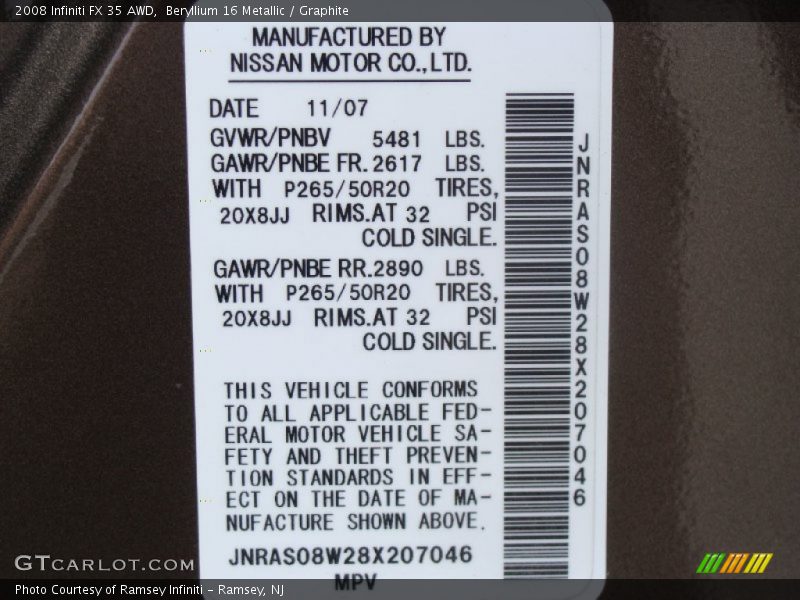 2008 Infiniti FX 35 AWD, Beryllium 16 Metallic / Graphite
MANUFACTURED BY
NISSAN MOTOR CO., LTD.
DATE 11/07
GVWR/PNBV 5481 LBS.
GAWR/PNBE FR. 2617 LBS.
WITH P265/50R20 TIRES,
20X8JJ RIMS. AT 32 PSI
COLD SINGLE.
GAWR/PNBE RR. 2890 LBS.
WITH P265/50R20 TIRES,
20X8JJ RIMS. AT 32 PSI
COLD SINGLE.
THIS VEHICLE CONFORMS
TO ALL APPLICABLE FED-
ERAL MOTOR VEHICLE SA-
FETY AND THEFT PREVEN-
TION STANDARDS IN EFF-
ECT ON THE DATE OF MA-
NUFACTURE SHOWN ABOVE.
JNRAS08W28X207046
MPV
JNRAS08W28X207046
GTCARLOT.COM
Photo Courtesy of Ramsey Infiniti - Ramsey, NJ